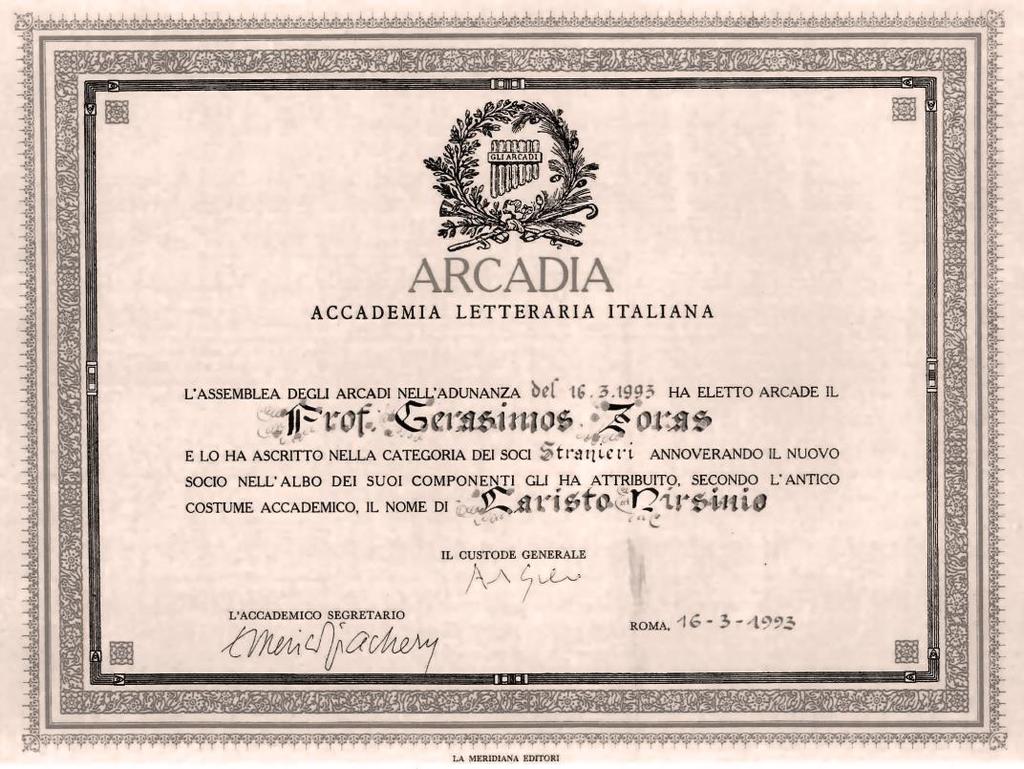 GLI ARCADI
ARCADIA
ACCADEMIA LETTERARIA ITALIANA
L'ASSEMBLEA DEGLI ARCADI NELL'ADUNANZA del 16.3.1993 HA ELETTO ARCADE IL
Prof. Gerasimos Zoras
E LO HA ASCRITTO NELLA CATEGORIA DEI SOCI Stranieri ANNOVERANDO IL NUOVO
SOCIO NELL'ALBO DEI SUOI COMPONENTI GLI HA ATTRIBUITO, SECONDO L'ANTICO
COSTUME ACCADEMICO, IL NOME DI Caristo Nirsinio
IL CUSTODE GENERALE
L'ACCADEMICO SEGRETARIO
ROMA, 16-3-1993
LA MERIDIANA EDITORI